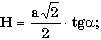 H = a√2/2 · tgα;